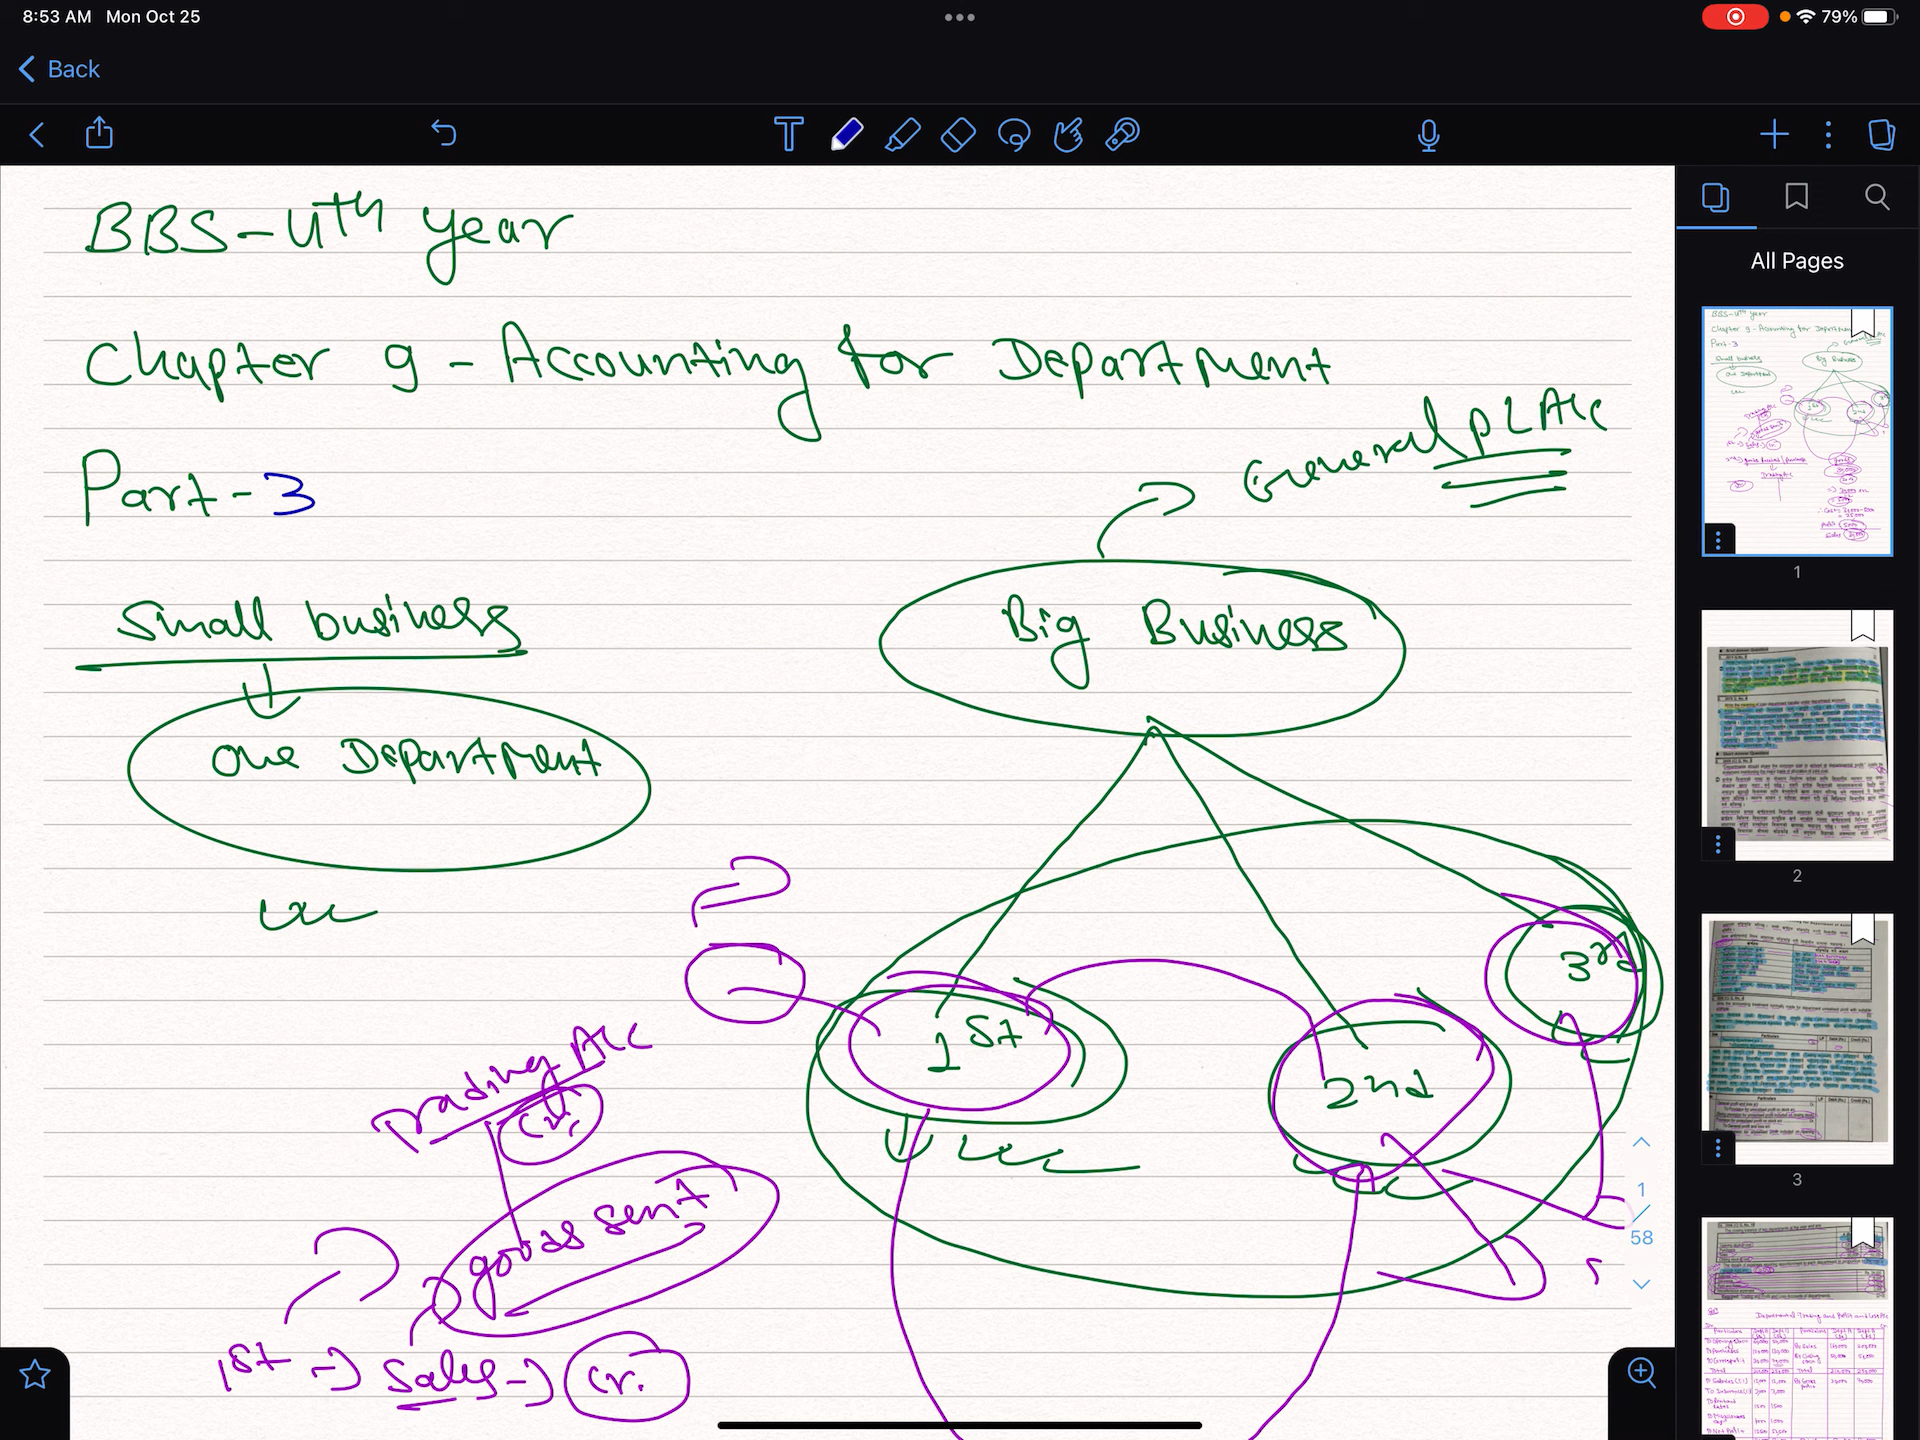 8:53 AM Mon Oct 25
79%
Back
BBS-4th year
Chapter 9 - Accounting for Department
Part-3
General PL A/c
Small business
Big Business
One Department
1st
2nd
3rd
Trading A/c
Cr.
goods sent
1st -> Sales -> Cr.
1
58
All Pages
1
2
3